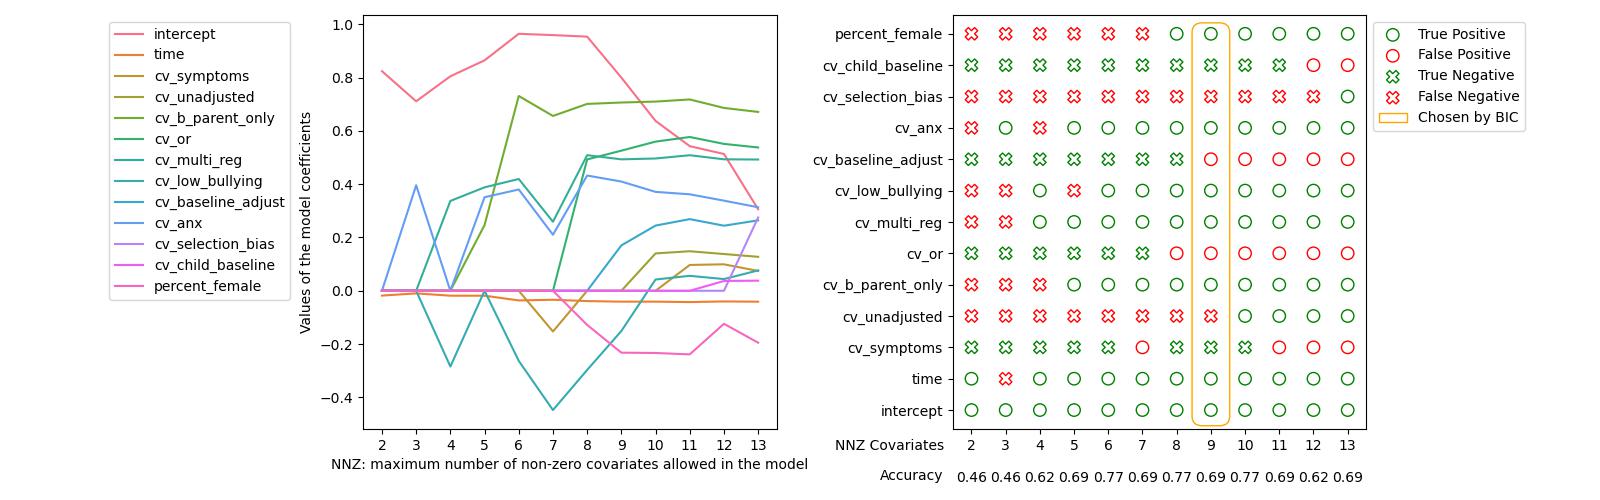 intercept
time
cv_symptoms
cv_unadjusted
cv_b_parent_only
cv_or
cv_multi_reg
cv_low_bullying
cv_baseline_adjust
cv_anx
cv_selection_bias
cv_child_baseline
percent_female
Values of the model coefficients
1.0
0.8
0.6
0.4
0.2
0.0
−0.2
−0.4
2 3 4 5 6 7 8 9 10 11 12 13
NNZ: maximum number of non-zero covariates allowed in the model
percent_female
cv_child_baseline
cv_selection_bias
cv_anx
cv_baseline_adjust
cv_low_bullying
cv_multi_reg
cv_or
cv_b_parent_only
cv_unadjusted
cv_symptoms
time
intercept
NNZ Covariates 2 3 4 5 6 7 8 9 10 11 12 13
Accuracy 0.46 0.46 0.62 0.69 0.77 0.69 0.77 0.69 0.77 0.69 0.62 0.69
True Positive
False Positive
True Negative
False Negative
Chosen by BIC